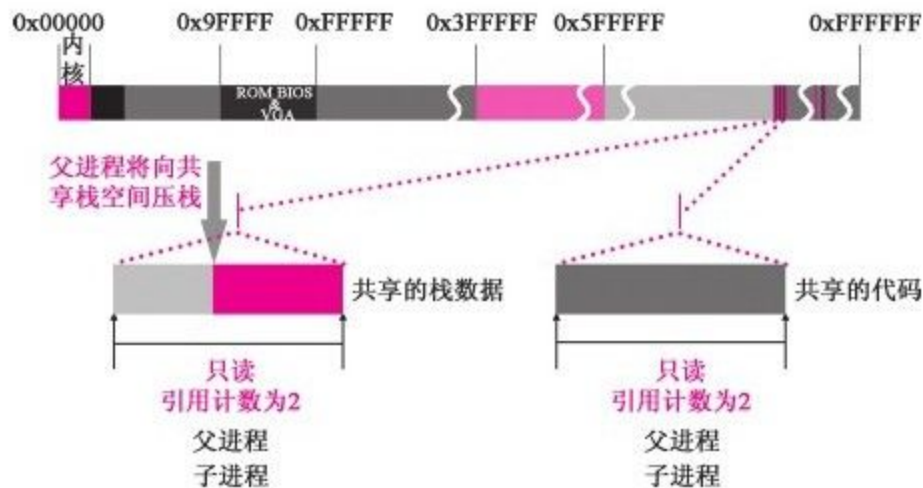 0x00000 0x9FFFF 0xFFFFF 0x3FFFFF 0x5FFFFF 0xFFFFFF
内
核
ROM BIOS
&
VGA
父进程将向共
享栈空间压栈
共享的栈数据
共享的代码
只读
引用计数为2
父进程
子进程
只读
引用计数为2
父进程
子进程